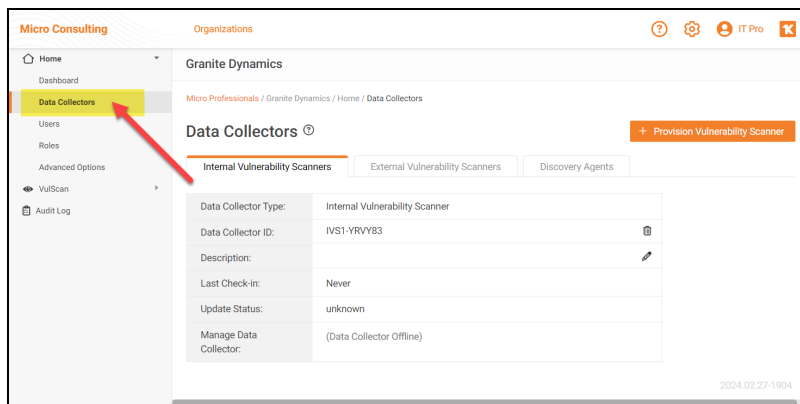 Micro Consulting
Organizations
IT Pro
Home
Dashboard
Data Collectors
Users
Roles
Advanced Options
VulScan
Audit Log
Granite Dynamics
Micro Professionals / Granite Dynamics / Home / Data Collectors
Data Collectors
+ Provision Vulnerability Scanner
Internal Vulnerability Scanners
External Vulnerability Scanners
Discovery Agents
Data Collector Type: Internal Vulnerability Scanner
Data Collector ID: IVS1-YRVY83
Description:
Last Check-in: Never
Update Status: unknown
Manage Data
Collector: (Data Collector Offline)
2024.02.27-1904